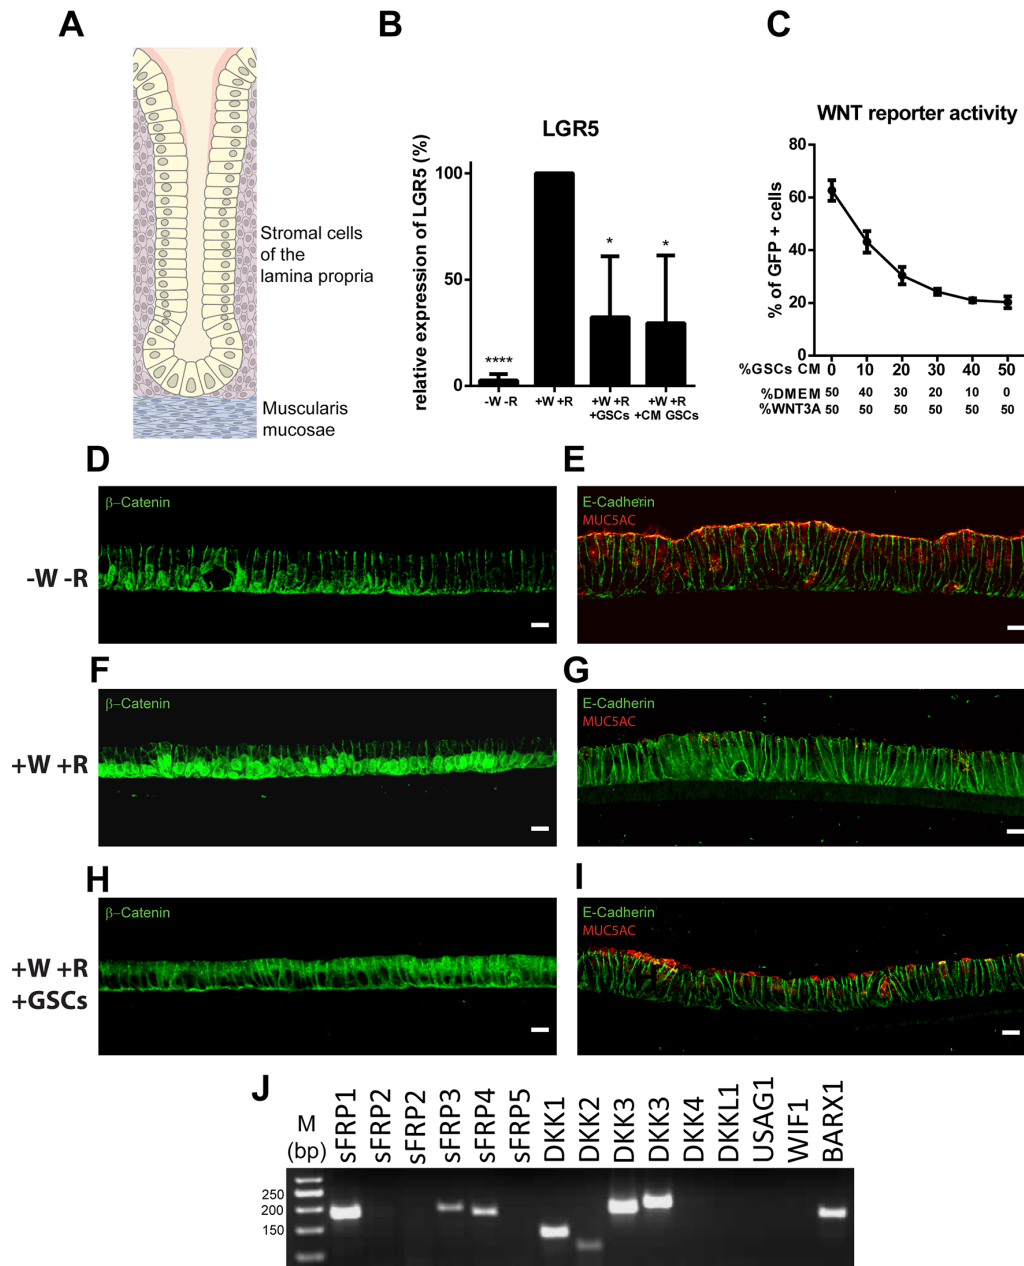 A
B
C
Stromal cells
of the
lamina propria
Muscularis
mucosae
LGR5
relative expression of LGR5 (%)
100
50
0
****
*
*
-W -R
+W +R
+W +R
+GSCs
+W +R
+CM GSCs
WNT reporter activity
% of GFP + cells
80
60
40
20
0
%GSCs CM 0 10 20 30 40 50
%DMEM 50 40 30 20 10 0
%WNT3A 50 50 50 50 50 50
D
E
-W -R
β-Catenin
E-Cadherin
MUC5AC
F
G
+W +R
β-Catenin
E-Cadherin
MUC5AC
H
I
+W +R
+GSCs
β-Catenin
E-Cadherin
MUC5AC
J
M
(bp)
sFRP1
sFRP2
sFRP2
sFRP3
sFRP4
sFRP5
DKK1
DKK2
DKK3
DKK3
DKK4
DKKL1
USAG1
WIF1
BARX1
250
200
150